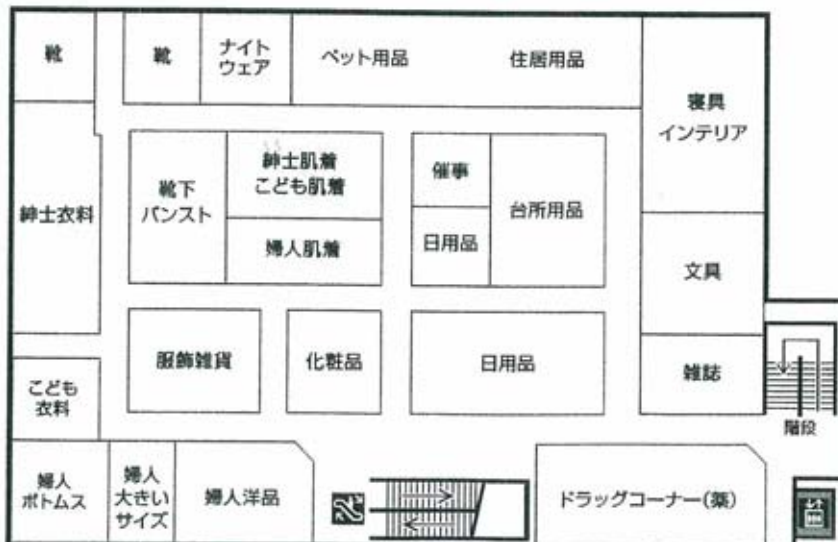 靴
靴
ナイト
ウェア
ペット用品
住居用品
寝具
インテリア
紳士衣料
靴下
パンスト
紳士肌着
こども肌着
婦人肌着
催事
日用品
台所用品
文具
服飾雑貨
化粧品
日用品
雑誌
こども
衣料
階段
婦人
ボトムス
婦人
大きい
サイズ
婦人洋品
ドラッグコーナー(薬)